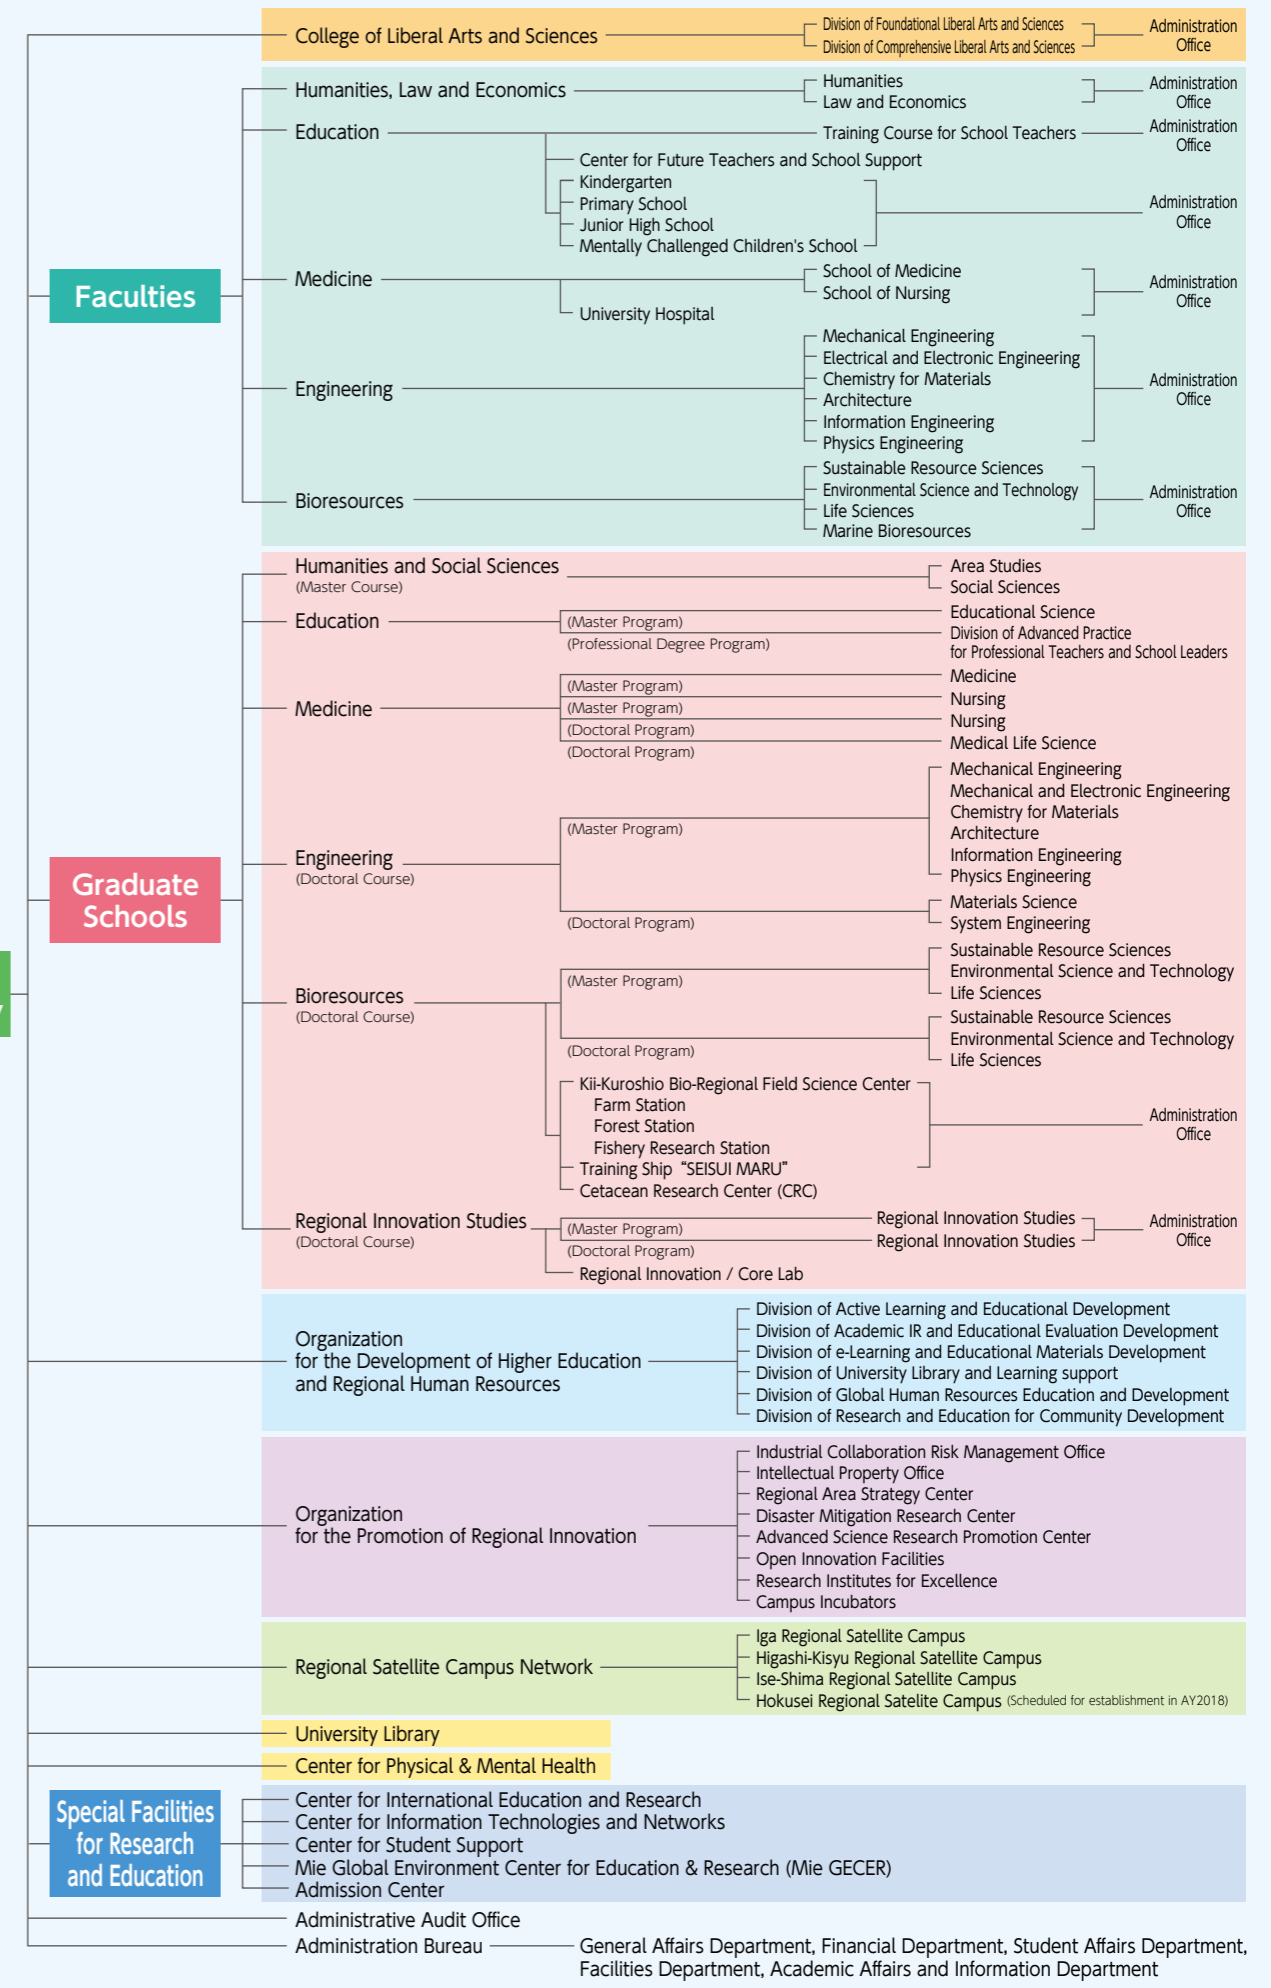 College of Liberal Arts and Sciences
Division of Foundational Liberal Arts and Sciences
Division of Comprehensive Liberal Arts and Sciences
Administration
Office
Faculties
Humanities, Law and Economics
Humanities
Law and Economics
Administration
Office
Education
Training Course for School Teachers
Administration
Office
Center for Future Teachers and School Support
Kindergarten
Primary School
Junior High School
Mentally Challenged Children's School
Administration
Office
Medicine
School of Medicine
School of Nursing
University Hospital
Administration
Office
Engineering
Mechanical Engineering
Electrical and Electronic Engineering
Chemistry for Materials
Architecture
Information Engineering
Physics Engineering
Administration
Office
Bioresources
Sustainable Resource Sciences
Environmental Science and Technology
Life Sciences
Marine Bioresources
Administration
Office
Graduate
Schools
Humanities and Social Sciences
(Master Course)
Area Studies
Social Sciences
Education
(Master Program)
Educational Science
(Professional Degree Program)
Division of Advanced Practice
for Professional Teachers and School Leaders
Medicine
(Master Program)
Medicine
(Master Program)
Nursing
(Doctoral Program)
Nursing
(Doctoral Program)
Medical Life Science
Engineering
(Doctoral Course)
(Master Program)
Mechanical Engineering
Mechanical and Electronic Engineering
Chemistry for Materials
Architecture
Information Engineering
Physics Engineering
(Doctoral Program)
Materials Science
System Engineering
Bioresources
(Doctoral Course)
(Master Program)
Sustainable Resource Sciences
Environmental Science and Technology
Life Sciences
(Doctoral Program)
Sustainable Resource Sciences
Environmental Science and Technology
Life Sciences
Kii-Kuroshio Bio-Regional Field Science Center
Farm Station
Forest Station
Fishery Research Station
Training Ship “SEISUI MARU”
Cetacean Research Center (CRC)
Administration
Office
Regional Innovation Studies
(Doctoral Course)
(Master Program)
Regional Innovation Studies
(Doctoral Program)
Regional Innovation Studies
Regional Innovation / Core Lab
Administration
Office
Organization
for the Development of Higher Education
and Regional Human Resources
Division of Active Learning and Educational Development
Division of Academic IR and Educational Evaluation Development
Division of e-Learning and Educational Materials Development
Division of University Library and Learning support
Division of Global Human Resources Education and Development
Division of Research and Education for Community Development
Organization
for the Promotion of Regional Innovation
Industrial Collaboration Risk Management Office
Intellectual Property Office
Regional Area Strategy Center
Disaster Mitigation Research Center
Advanced Science Research Promotion Center
Open Innovation Facilities
Research Institutes for Excellence
Campus Incubators
Regional Satellite Campus Network
Iga Regional Satellite Campus
Higashi-Kisyu Regional Satellite Campus
Ise-Shima Regional Satellite Campus
Hokusei Regional Satelite Campus (Scheduled for establishment in AY2018)
University Library
Center for Physical & Mental Health
Special Facilities
for Research
and Education
Center for International Education and Research
Center for Information Technologies and Networks
Center for Student Support
Mie Global Environment Center for Education & Research (Mie GECER)
Admission Center
Administrative Audit Office
Administration Bureau
General Affairs Department, Financial Department, Student Affairs Department,
Facilities Department, Academic Affairs and Information Department